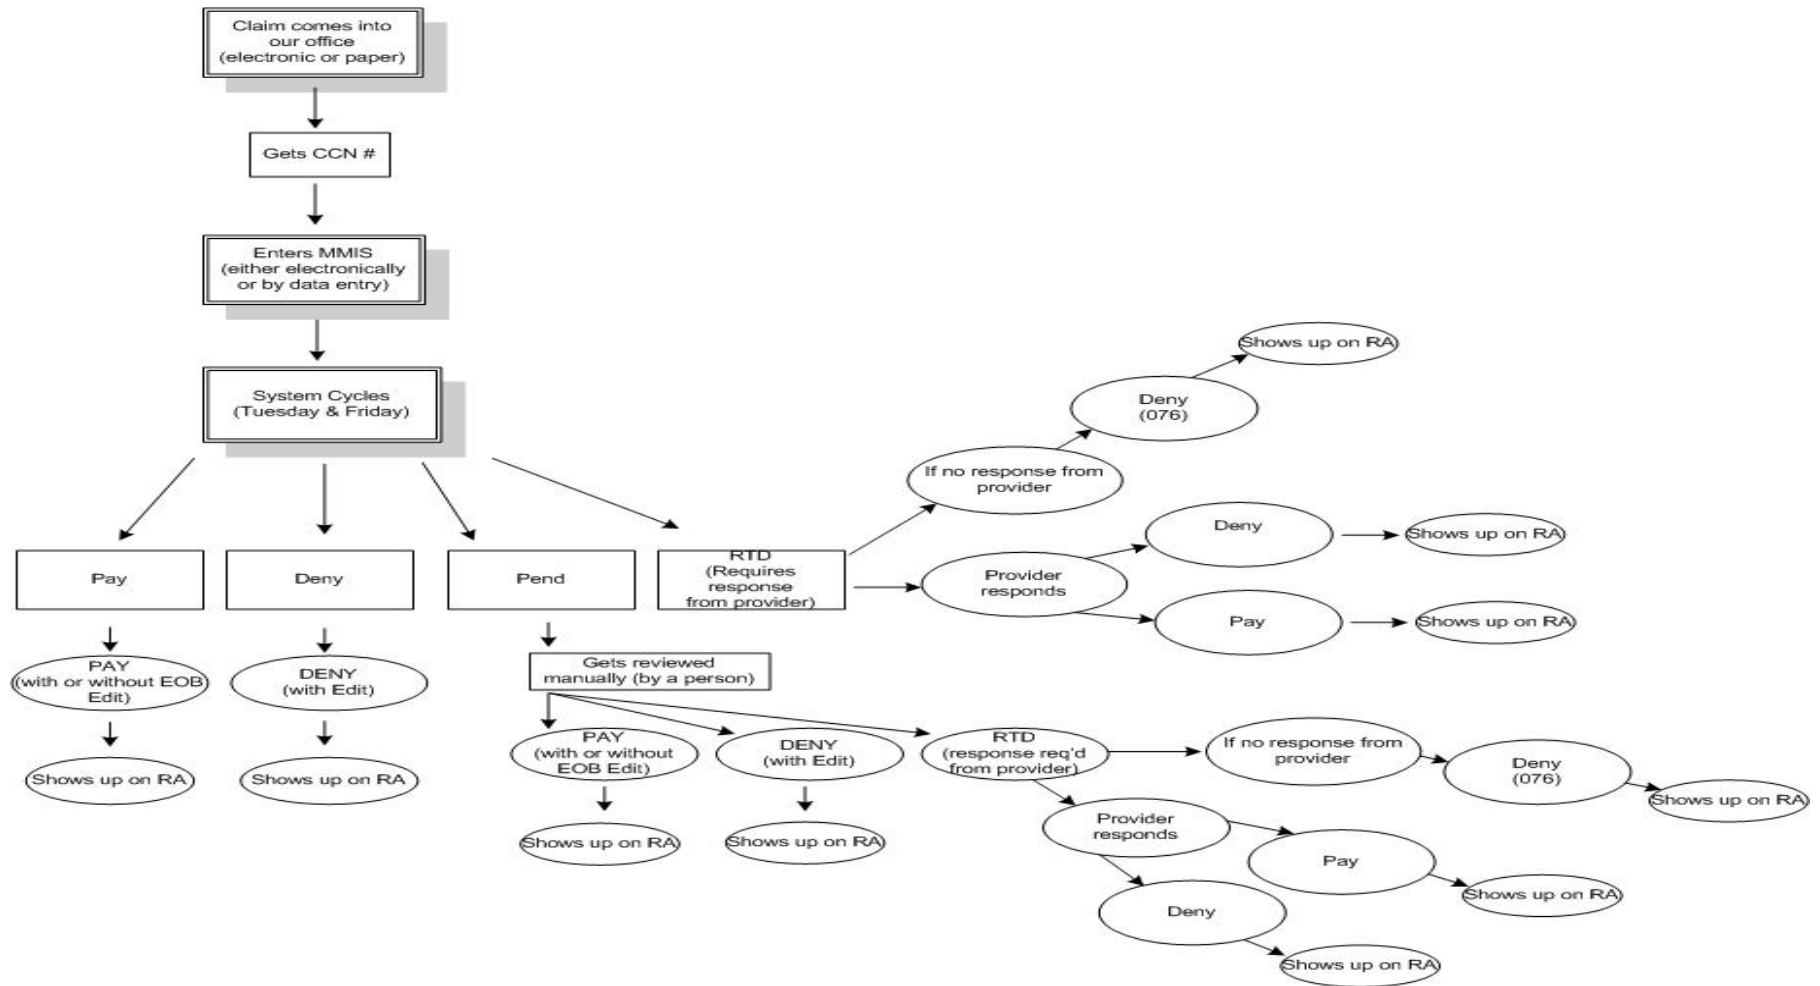 Claim comes into
our office
(electronic or paper)
Gets CCN #
Enters MMIS
(either electronically
or by data entry)
System Cycles
(Tuesday & Friday)
Pay
Deny
Pend
RTD
(Requires
response
from provider)
If no response from
provider
Deny
(076)
Shows up on RA
Provider
responds
Deny
Shows up on RA
Pay
Shows up on RA
PAY
(with or without EOB
Edit)
Shows up on RA
DENY
(with Edit)
Shows up on RA
Gets reviewed
manually (by a person)
PAY
(with or without
EOB Edit)
Shows up on RA
DENY
(with Edit)
Shows up on RA
RTD
(response req'd
from provider)
If no response from
provider
Deny
(076)
Shows up on RA
Provider
responds
Pay
Shows up on RA
Deny
Shows up on RA